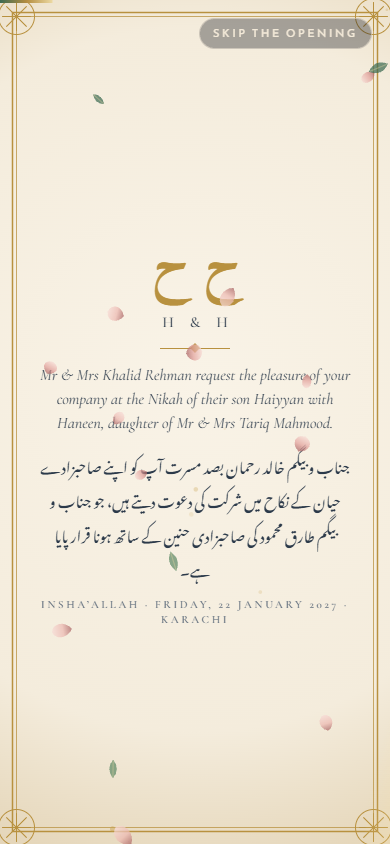 SKIP THE OPENING
ح ح
H & H
Mr & Mrs Khalid Rehman request the pleasure of your
company at the Nikah of their son Haiyyan with
Haneen, daughter of Mr & Mrs Tariq Mahmood.
جناب و بیگم خالد رحمان بصد مسرت آپ کو اپنے صاحبزادے
حیان کے نکاح میں شرکت کی دعوت دیتے ہیں، جو جناب و
بیگم طارق محمود کی صاحبزادی حنین کے ساتھ ہونا قرار پایا
ہے۔
INSHA'ALLAH · FRIDAY, 22 JANUARY 2027 ·
KARACHI